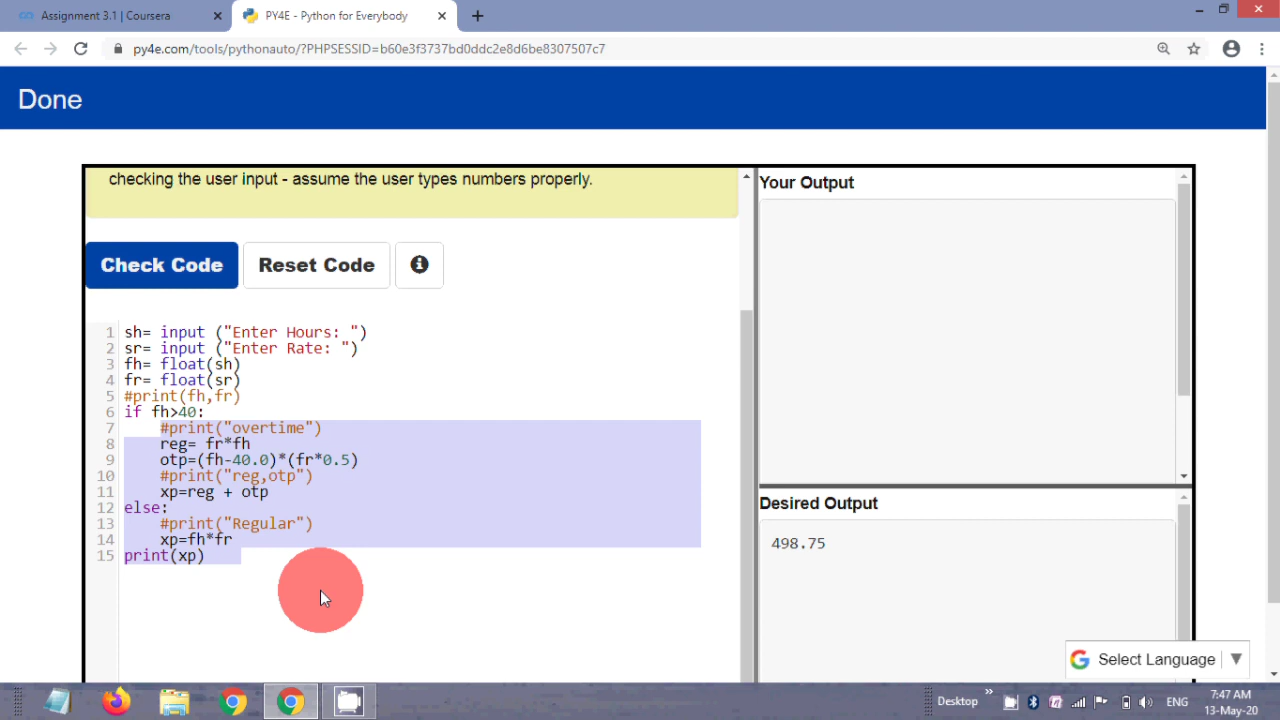 Assignment 3.1 | Coursera
PY4E - Python for Everybody
py4e.com/tools/pythonauto/?PHPSESSID=b60e3f3737bd0ddc2e8d6be8307507c7
Done
checking the user input - assume the user types numbers properly.
Check Code
Reset Code
1 sh= input ("Enter Hours: ")
2 sr= input ("Enter Rate: ")
3 fh= float(sh)
4 fr= float(sr)
5 #print(fh,fr)
6 if fh>40:
7 #print("overtime")
8 reg= fr*fh
9 otp=(fh-40.0)*(fr*0.5)
10 #print("reg,otp")
11 xp=reg + otp
12 else:
13 #print("Regular")
14 xp=fh*fr
15 print(xp)
Your Output
Desired Output
498.75
G Select Language ▼
Desktop
ENG
7:47 AM
13-May-20